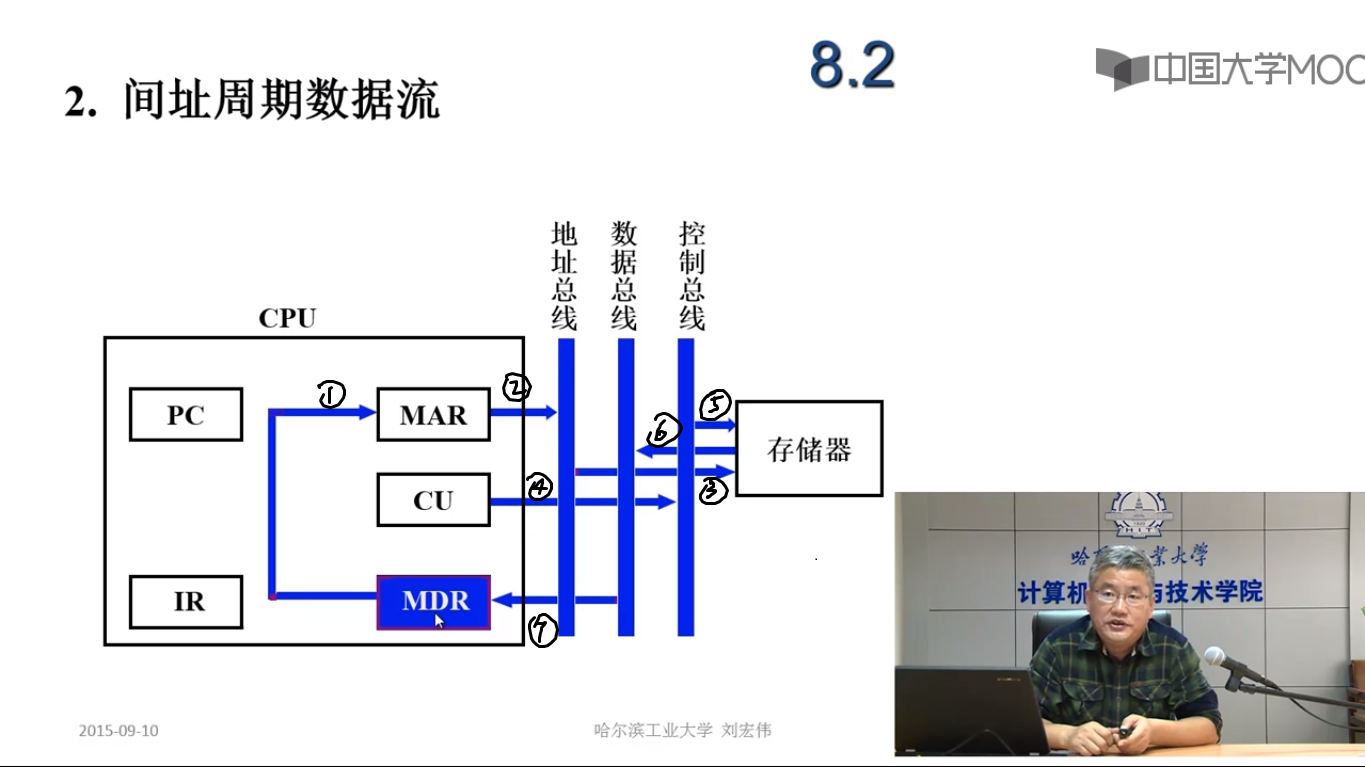 8.2
中国大学MOC
2. 间址周期数据流
地址总线
数据总线
控制总线
CPU
PC
MAR
CU
IR
MDR
存储器
①
②
③
④
⑤
⑥
⑦
HIT
哈尔滨工业大学
计算机
与技术学院
2015-09-10
哈尔滨工业大学 刘宏伟